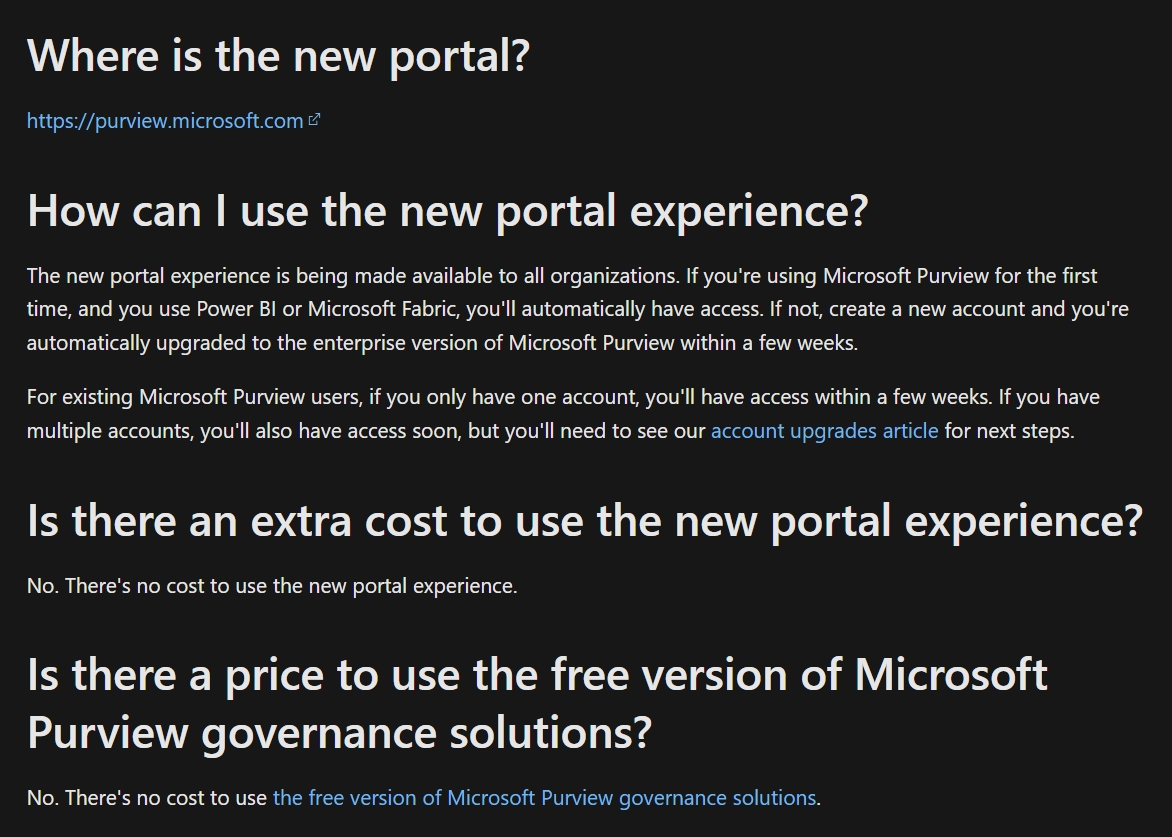 Where is the new portal?
https://purview.microsoft.com
How can I use the new portal experience?
The new portal experience is being made available to all organizations. If you're using Microsoft Purview for the first
time, and you use Power BI or Microsoft Fabric, you'll automatically have access. If not, create a new account and you're
automatically upgraded to the enterprise version of Microsoft Purview within a few weeks.
For existing Microsoft Purview users, if you only have one account, you'll have access within a few weeks. If you have
multiple accounts, you'll also have access soon, but you'll need to see our account upgrades article for next steps.
Is there an extra cost to use the new portal experience?
No. There's no cost to use the new portal experience.
Is there a price to use the free version of Microsoft
Purview governance solutions?
No. There's no cost to use the free version of Microsoft Purview governance solutions.